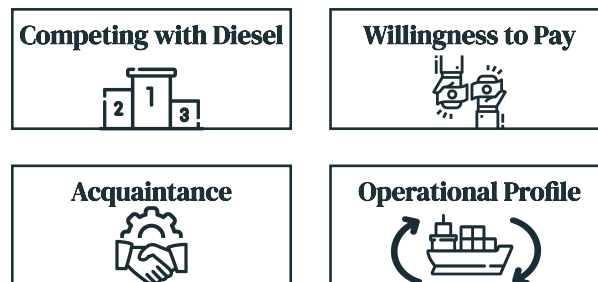 Competing with Diesel
Willingness to Pay
2
1
3
Acquaintance
Operational Profile